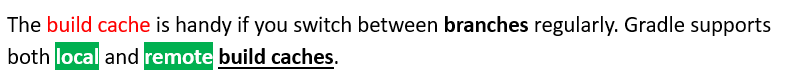 The build cache is handy if you switch between branches regularly. Gradle supports
both local and remote build caches.